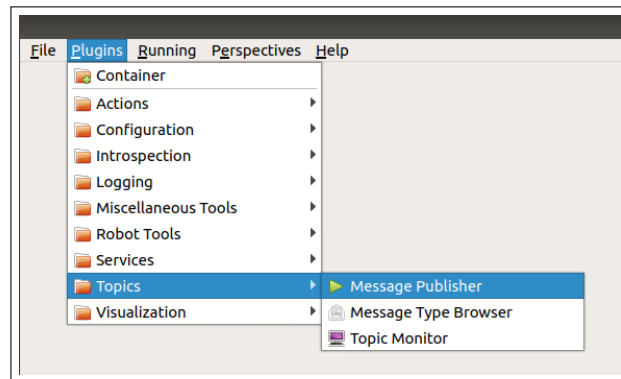 File Plugins Running Perspectives Help
Container
Actions
Configuration
Introspection
Logging
Miscellaneous Tools
Robot Tools
Services
Topics
Message Publisher
Visualization
Message Type Browser
Topic Monitor